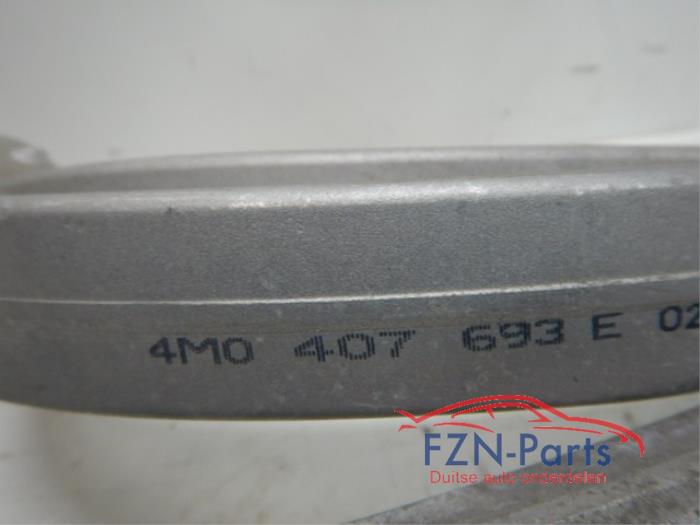 4M0 407 693 E 02
FZN-Parts
Duitse auto onderdelen